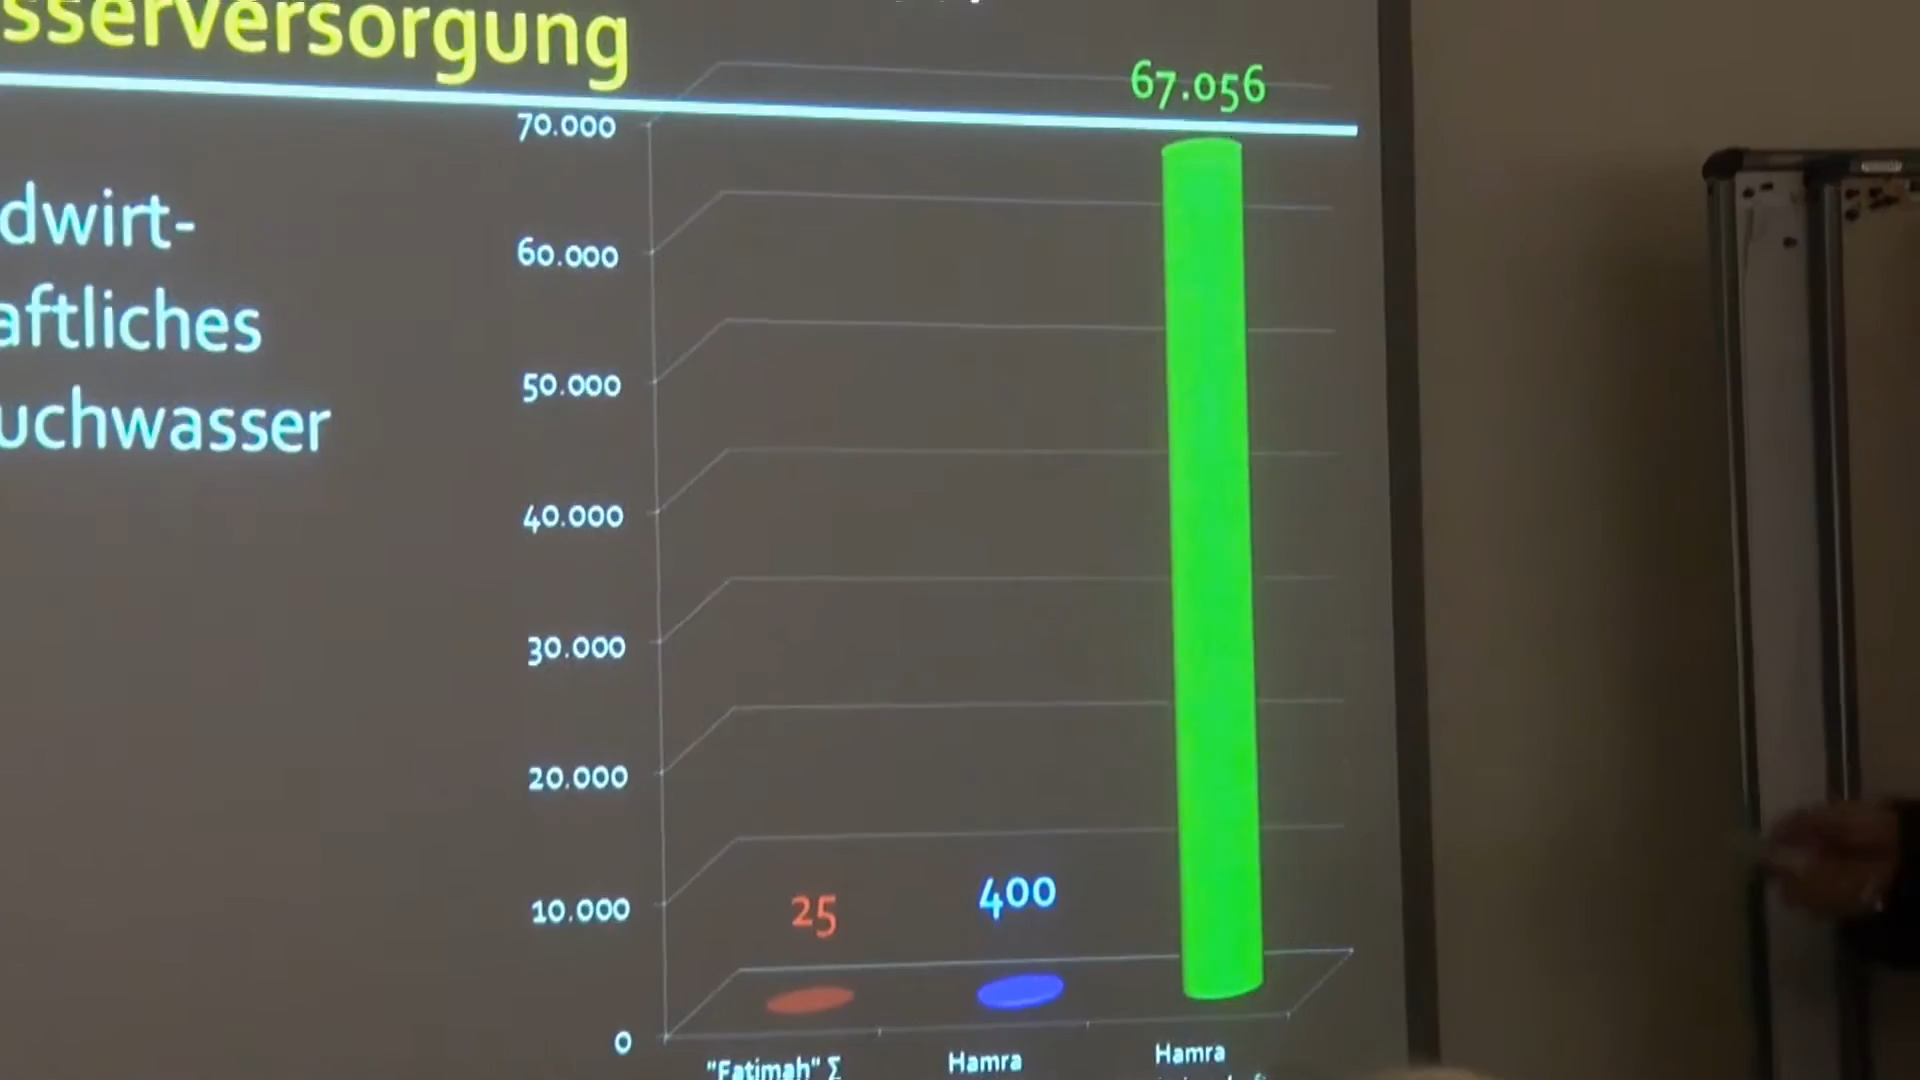 sserversorgung
dwirt-
aftliches
uchwasser
67.056
70.000
60.000
50.000
40.000
30.000
20.000
10.000
0
25
400
"Fatimah" Σ
Hamra
Hamra